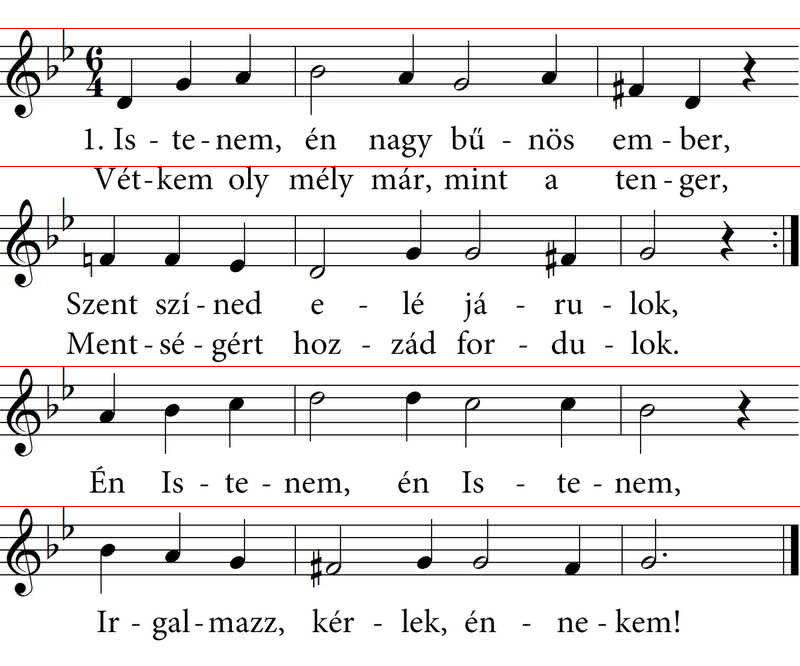 6
4
1. Is - te - nem, én nagy bű - nös em - ber,
Vét - kem oly mély már, mint a ten - ger,
Szent szí - ned e - lé já - ru - lok,
Ment - sé - gért hoz - zád for - du - lok.
Én Is - te - nem, én Is - te - nem,
Ir - gal - mazz, kér - lek, én - ne - kem!